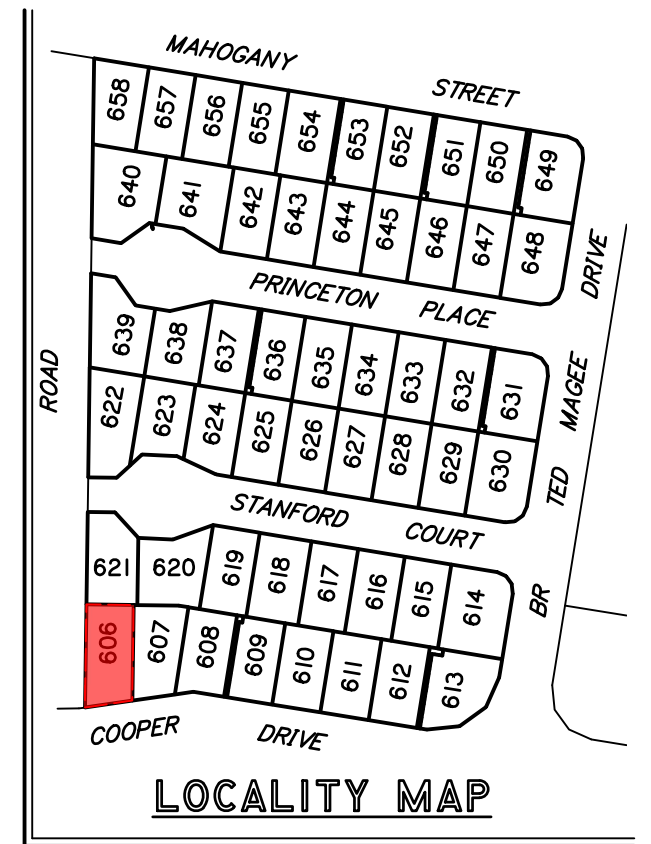 MAHOGANY STREET
658 657 656 655 654 653 652 651 650 649
640 641 642 643 644 645 646 647 648
DRIVE
PRINCETON PLACE
639 638 637 636 635 634 633 632 631
ROAD
MAGEE
622 623 624 625 626 627 628 629 630
TED
STANFORD COURT
621 620 619 618 617 616 615 614
BR
606 607 608 609 610 611 612 613
COOPER DRIVE
LOCALITY MAP